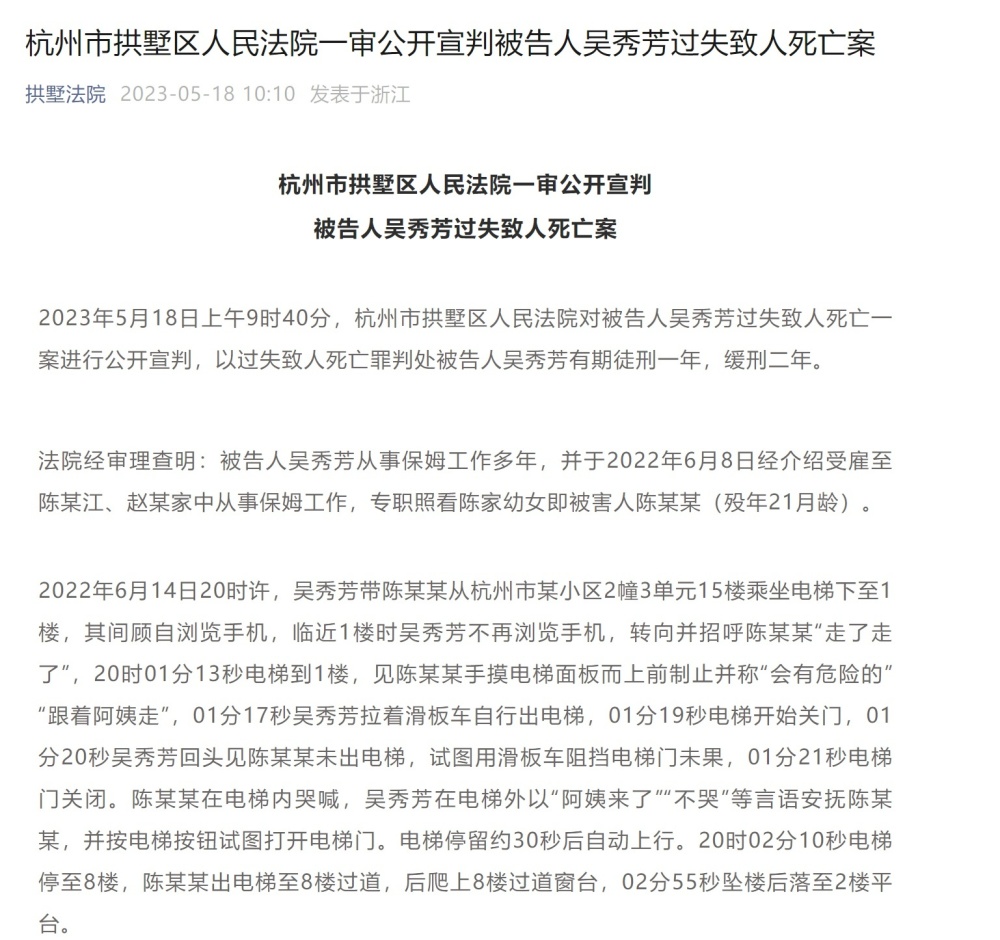 杭州市拱墅区人民法院一审公开宣判被告人吴秀芳过失致人死亡案
拱墅法院 2023-05-18 10:10 发表于浙江
杭州市拱墅区人民法院一审公开宣判
被告人吴秀芳过失致人死亡案
2023年5月18日上午9时40分，杭州市拱墅区人民法院对被告人吴秀芳过失致人死亡一
案进行公开宣判，以过失致人死亡罪判处被告人吴秀芳有期徒刑一年，缓刑二年。
法院经审理查明：被告人吴秀芳从事保姆工作多年，并于2022年6月8日经介绍受雇至
陈某江、赵某家中从事保姆工作，专职照看陈家幼女即被害人陈某某（殁年21月龄）。
2022年6月14日20时许，吴秀芳带陈某某从杭州市某小区2幢3单元15楼乘坐电梯下至1
楼，其间顾自浏览手机，临近1楼时吴秀芳不再浏览手机，转向并招呼陈某某“走了走
了”，20时01分13秒电梯到1楼，见陈某某手摸电梯面板而上前制止并称“会有危险的”
“跟着阿姨走”，01分17秒吴秀芳拉着滑板车自行出电梯，01分19秒电梯开始关门，01
分20秒吴秀芳回头见陈某某未出电梯，试图用滑板车阻挡电梯门未果，01分21秒电梯
门关闭。陈某某在电梯内哭喊，吴秀芳在电梯外以“阿姨来了”“不哭”等言语安抚陈某
某，并按电梯按钮试图打开电梯门。电梯停留约30秒后自动上行。20时02分10秒电梯
停至8楼，陈某某出电梯至8楼过道，后爬上8楼过道窗台，02分55秒坠楼后落至2楼平
台。